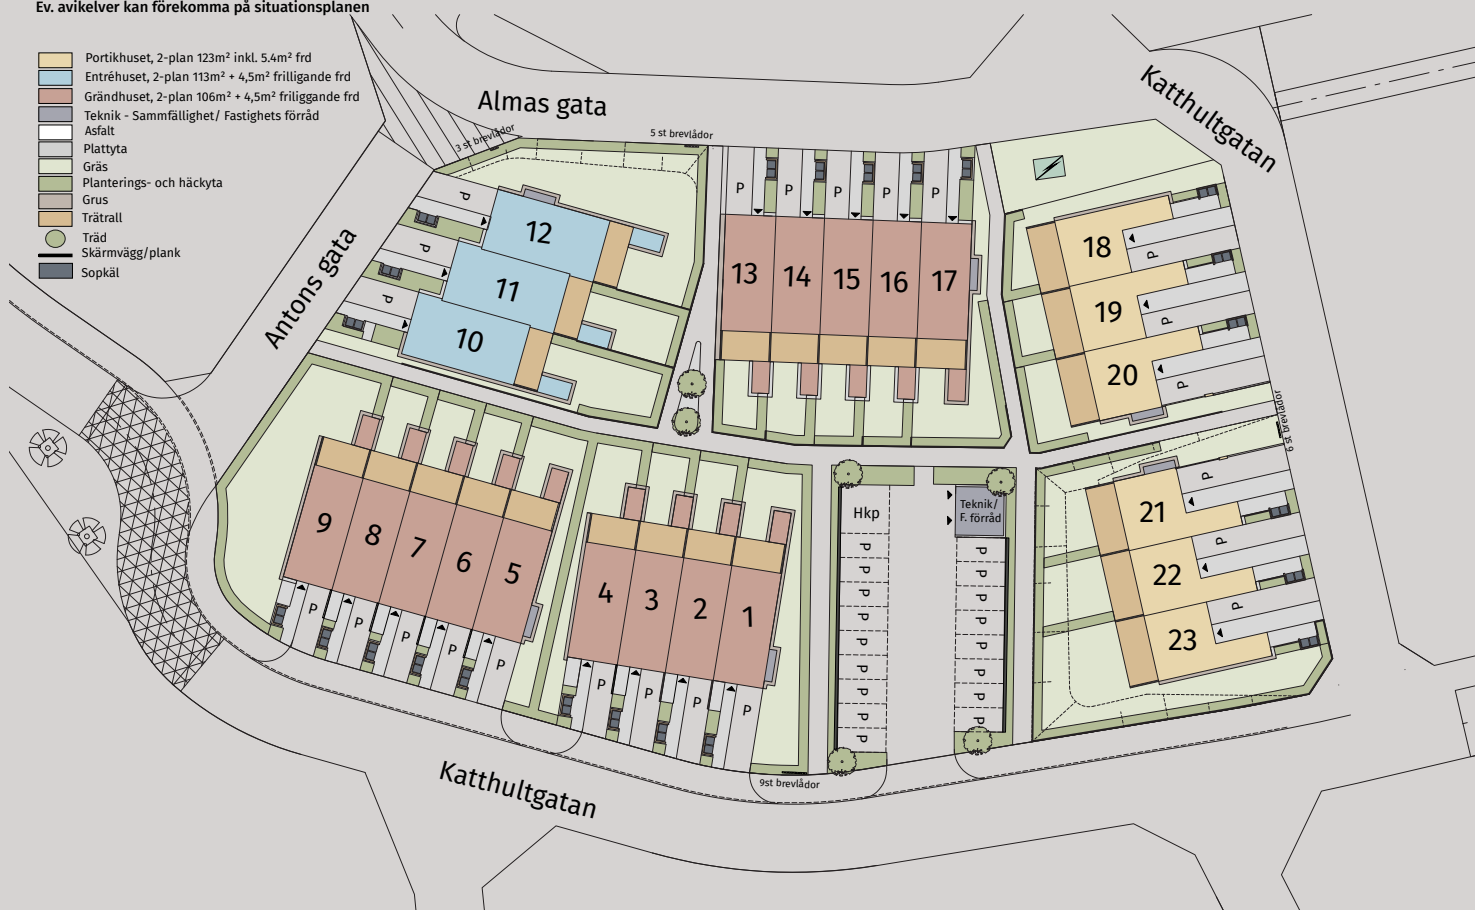 Ev. avikelver kan förekomma på situationsplanen
Portikhuset, 2-plan 123m² inkl. 5.4m² frd
Entréhuset, 2-plan 113m² + 4,5m² frilligande frd
Grändhuset, 2-plan 106m² + 4,5m² friliggande frd
Teknik - Sammfällighet/ Fastighets förråd
Asfalt
Plattyta
Gräs
Planterings- och häckyta
Grus
Trätrall
Träd
Skärmvägg/plank
Sopkäl
Almas gata
Katthultgatan
3 st brevlådor
5 st brevlådor
Antons gata
P
P
P
12
11
10
P
P
P
P
P
13
14
15
16
17
18
19
20
P
P
P
6 st brevlådor
9
8
7
6
5
P
P
P
P
P
4
3
2
1
P
P
P
P
Hkp
P
P
P
P
P
P
P
P
P
Teknik/
F. förråd
P
P
P
P
P
P
P
P
21
22
23
P
P
P
9st brevlådor
Katthultgatan